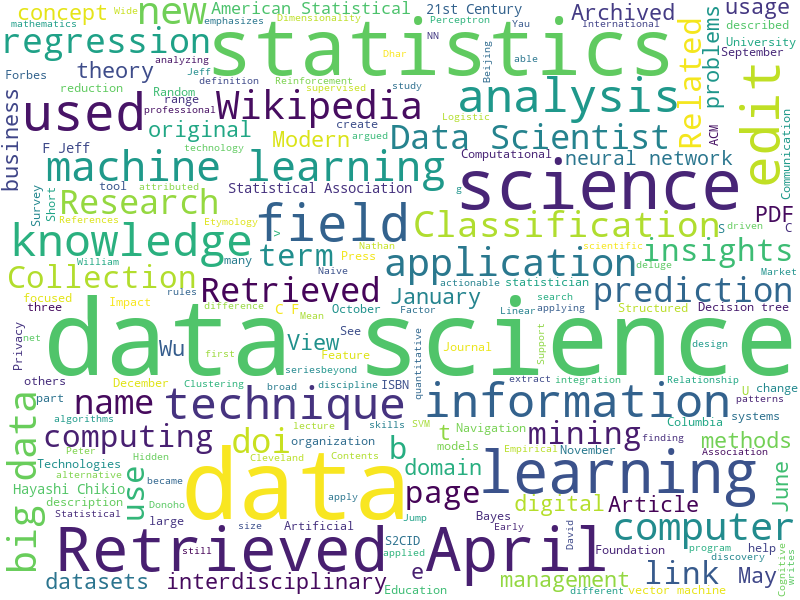 concept
Wide
new
American Statistical
21st Century
Archived
International
usage
mathematics
emphasizes
Dimensionality
Perceptron
Yau
described
regression
statistics
Related
problems
University
September
analyzing
NN
Dhar
able
Forbes
theory
Jeff
definition
Reinforcement
supervised
study
Beijing
edit
business
reduction
Random
range
professional
used
Wikipedia
analysis
original
create
Logistic
ACM
Communication
F Jeff
technology
Modern
argued
Data Scientist
Computational
neural network
machine learning
science
Survey
Short
tool
attributed
Statistical Association
g
Research
References
Etymology
field
Classification
PDF
C
S
driven
knowledge
>
term
Nathan
scientific
insights
William
many
Press
application
deluge
Market
Collection
rules
Naive
actionable
statistician
prediction
focused
Impact
difference
Retrieved
January
search
Structured
Decision tree
three
C F
Mean
October
Factor
Linear
applying
Privacy
net
data science
Wu
View
See
Feature
Journal
design
first
seriesbeyond
quantitative
Support
others
December
Clustering
broad
discipline
ISBN
extract
integration
Relationship
U
change
part
name
technique
information
patterns
big data
algorithms
lecture
skills
SVM
Navigation
t
Columbia
systems
computing
doi
organization
b
models
Empirical
November
mining
finding
methods
Association
Peter
Hidden
Cleveland
Contents
Technologies
alternative
use
became
data
domain
learning
June
Hayashi Chikio
description
Donoho
apply
page
digital
Article
Statistical
large
size
Artificial
Jump
Bayes
Early
David
computer
Retrieved April
still
S2CID
applied
Foundation
program
help
discovery
datasets
interdisciplinary
e
Education
management
different
vector machine
link
May
Cognitive
writes